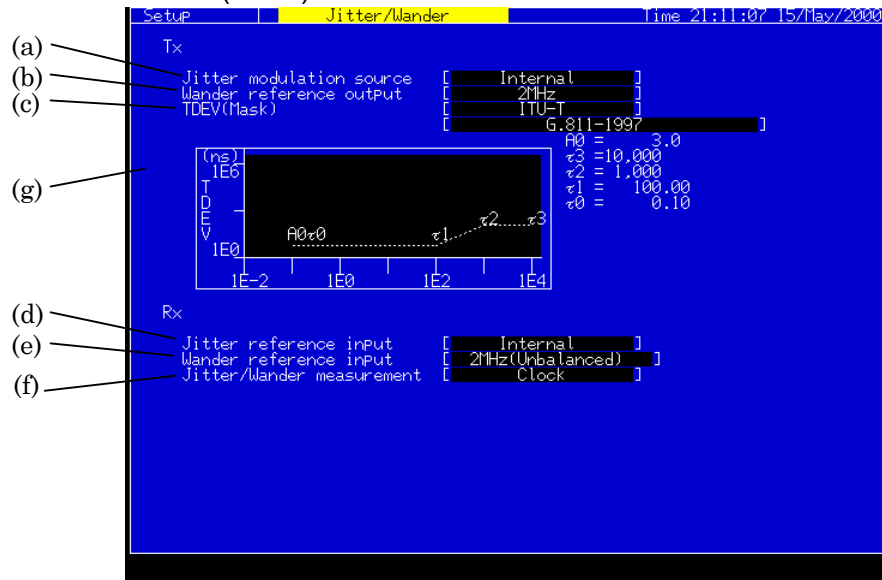 Setup Jitter/Wander Time 21:11:07 15/May/2000
Tx
(a) Jitter modulation source [ Internal ]
(b) Wander reference output [ 2MHz ]
(c) TDEV(Mask) [ ITU-T ]
[ G.811-1997 ]
A0 = 3.0
τ3 =10,000
τ2 = 1,000
τ1 = 100.00
τ0 = 0.10
(g)
(ns)
1E6
TDEV
τ2 τ3
A0τ0 τ1
1E0
1E-2 1E0 1E2 1E4
Rx
(d) Jitter reference input [ Internal ]
(e) Wander reference input [ 2MHz(Unbalanced) ]
(f) Jitter/Wander measurement [ Clock ]